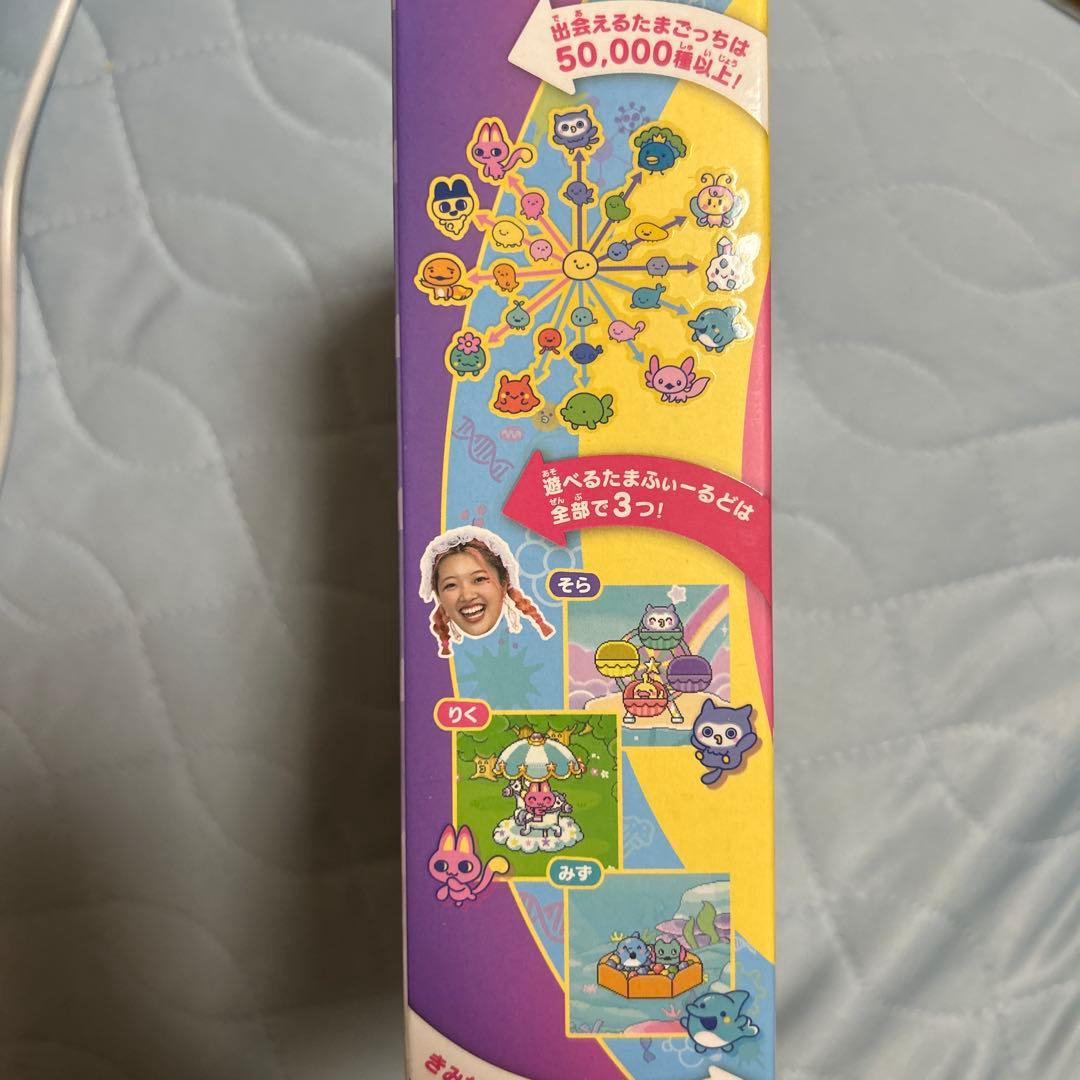 出会えるたまごっちは
50,000種以上!
遊べるたまふぃーるどは
全部で3つ!
そら
りく
みず
きみ